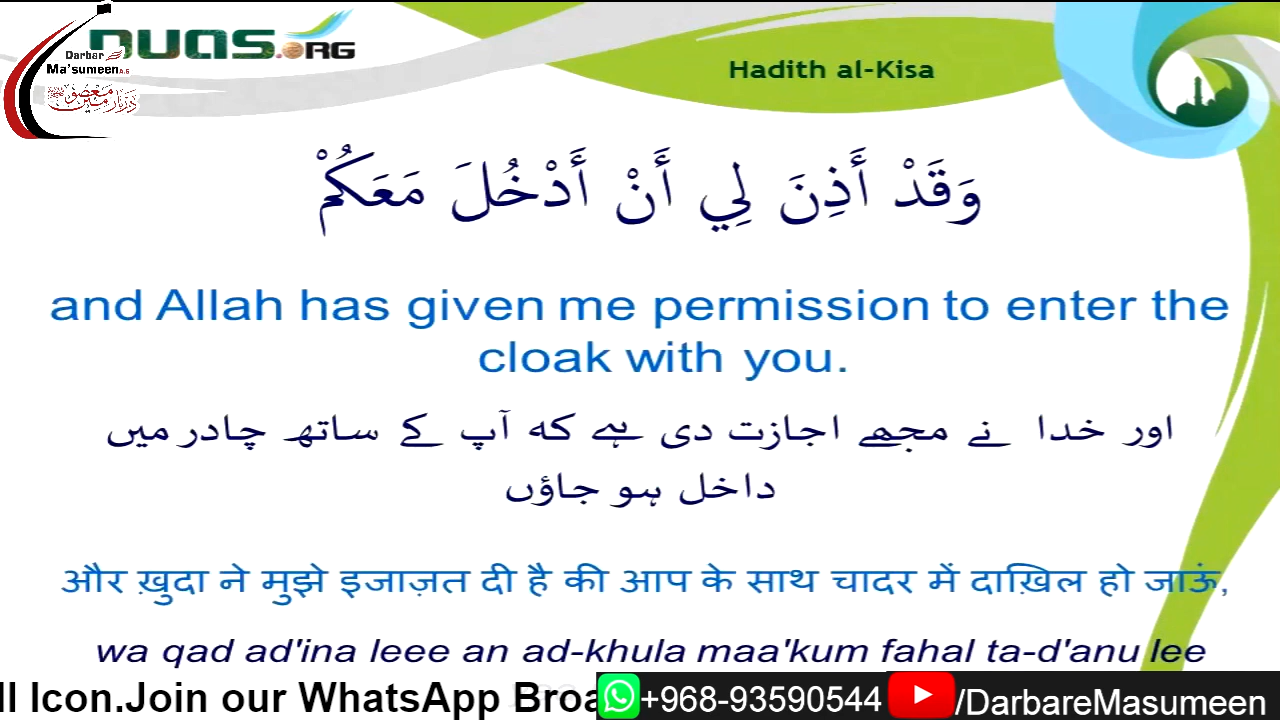 DUAS.ORG
Darbar
Ma'sumeen A.S
Hadith al-Kisa
وَقَدْ أَذِنَ لِي أَنْ أَدْخُلَ مَعَكُمْ
and Allah has given me permission to enter the
cloak with you.
اور خدا نے مجھے اجازت دی ہے کہ آپ کے ساتھ چادر میں
داخل ہو جاؤں
और ख़ुदा ने मुझे इजाज़त दी है की आप के साथ चादर में दाख़िल हो जाऊं,
wa qad ad'ina leee an ad-khula maa'kum fahal ta-d'anu lee
ll Icon.Join our WhatsApp Broa
+968-93590544
/DarbareMasumeen